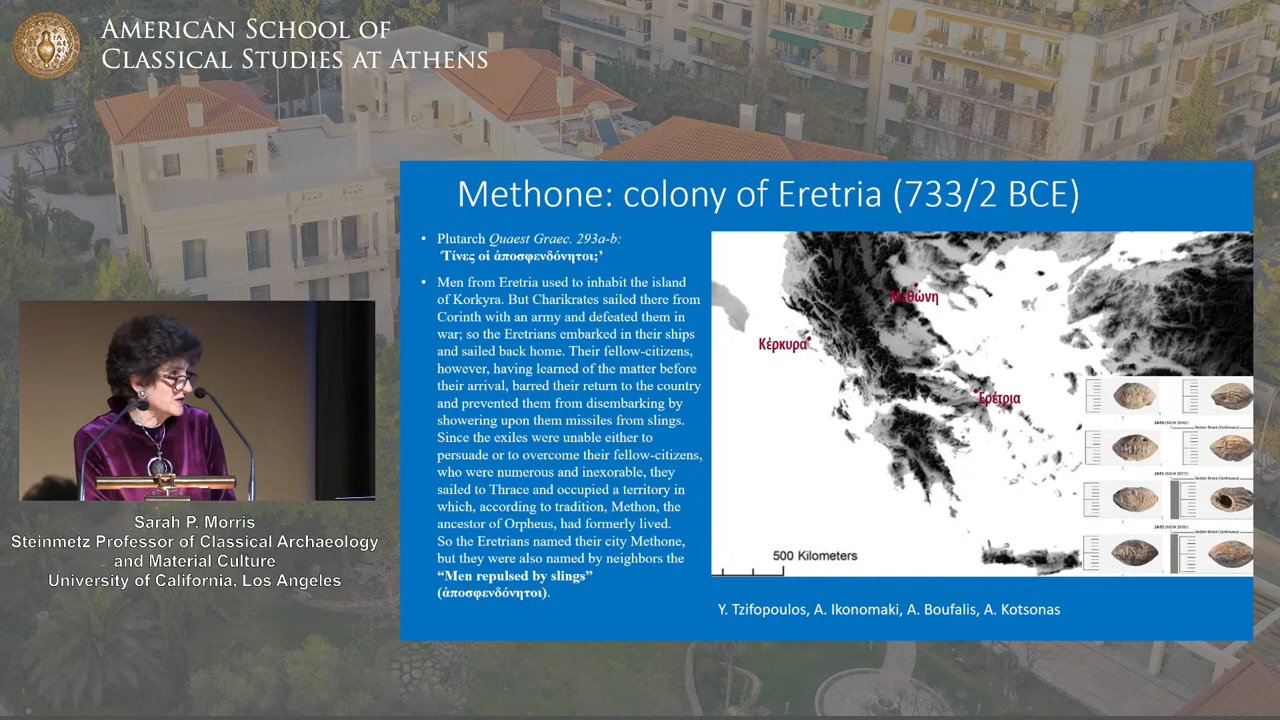 AMERICAN SCHOOL OF
CLASSICAL STUDIES AT ATHENS
Methone: colony of Eretria (733/2 BCE)
• Plutarch Quaest Graec. 293a-b:
‘Τίνες οἱ ἀποσφενδόνητοι;’
• Men from Eretria used to inhabit the island
of Korkyra. But Charikrates sailed there from
Corinth with an army and defeated them in
war; so the Eretrians embarked in their ships
and sailed back home. Their fellow-citizens,
however, having learned of the matter before
their arrival, barred their return to the country
and prevented them from disembarking by
showering upon them missiles from slings.
Since the exiles were unable either to
persuade or to overcome their fellow-citizens,
who were numerous and inexorable, they
sailed to Thrace and occupied a territory in
which, according to tradition, Methon, the
ancestor of Orpheus, had formerly lived.
So the Eretrians named their city Methone,
but they were also named by neighbors the
“Men repulsed by slings”
(ἀποσφενδόνητοι).
Μεθώνη
Κέρκυρα
Ερέτρια
500 Kilometers
Y. Tzifopoulos, A. Ikonomaki, A. Boufalis, A. Kotsonas
Sarah P. Morris
Steinmetz Professor of Classical Archaeology
and Material Culture
University of California, Los Angeles